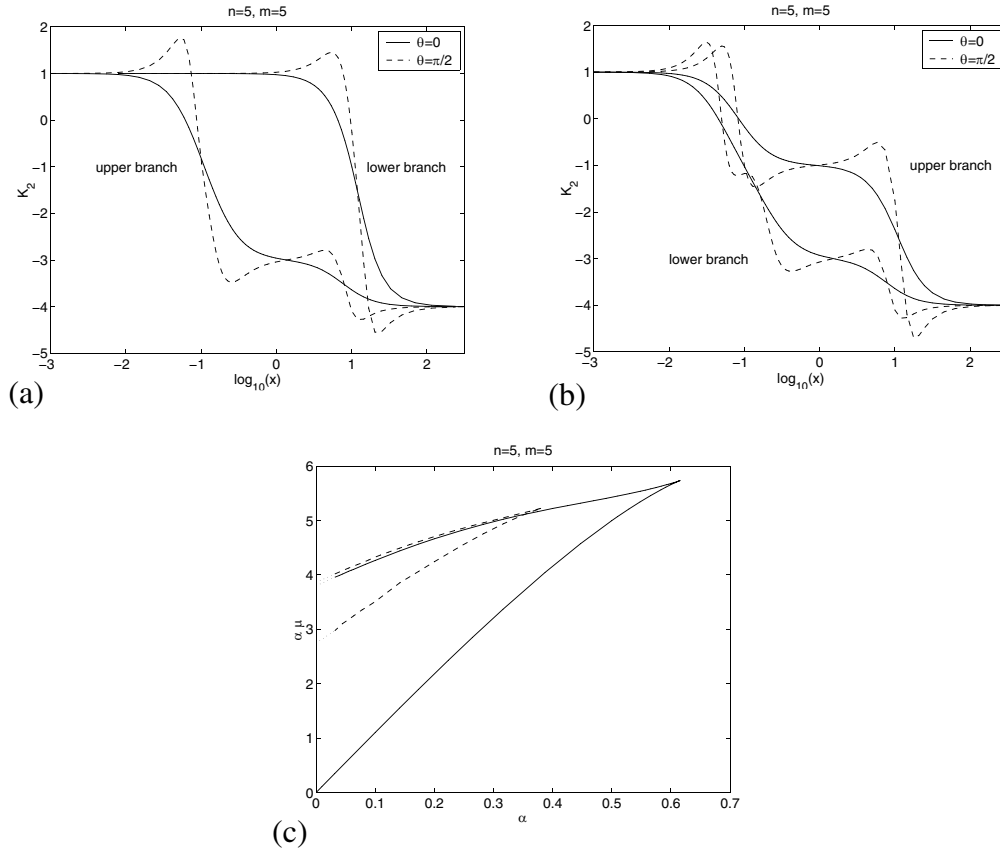 n=5, m=5
2
1
0
−1
−2
−3
−4
−5
K2
θ=0
θ=π/2
upper branch
lower branch
−3
−2
−1
0
1
2
log10(x)
(a)
n=5, m=5
2
1
0
−1
−2
−3
−4
−5
K2
θ=0
θ=π/2
upper branch
lower branch
−3
−2
−1
0
1
2
log10(x)
(b)
n=5, m=5
6
5
4
3
2
1
0
α μ
0
0.1
0.2
0.3
0.4
0.5
0.6
0.7
α
(c)